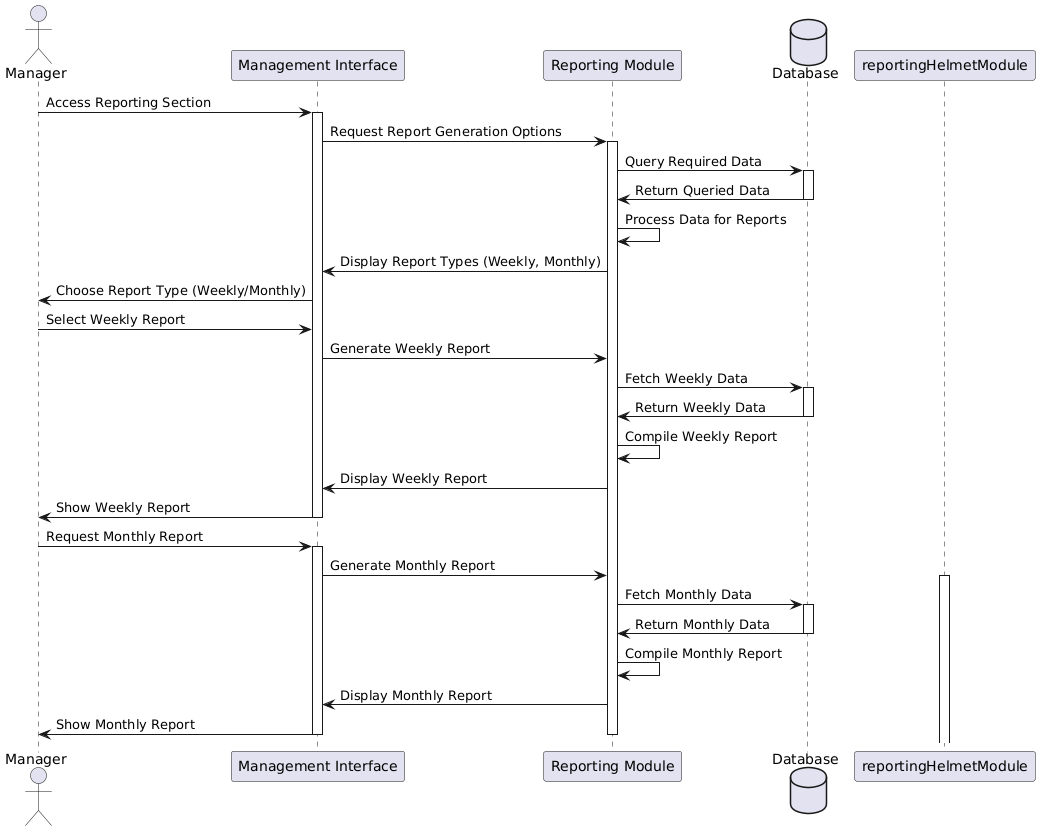 Manager
Management Interface
Reporting Module
Database
reportingHelmetModule
Access Reporting Section
Request Report Generation Options
Query Required Data
Return Queried Data
Process Data for Reports
Display Report Types (Weekly, Monthly)
Choose Report Type (Weekly/Monthly)
Select Weekly Report
Generate Weekly Report
Fetch Weekly Data
Return Weekly Data
Compile Weekly Report
Display Weekly Report
Show Weekly Report
Request Monthly Report
Generate Monthly Report
Fetch Monthly Data
Return Monthly Data
Compile Monthly Report
Display Monthly Report
Show Monthly Report
Manager
Management Interface
Reporting Module
Database
reportingHelmetModule